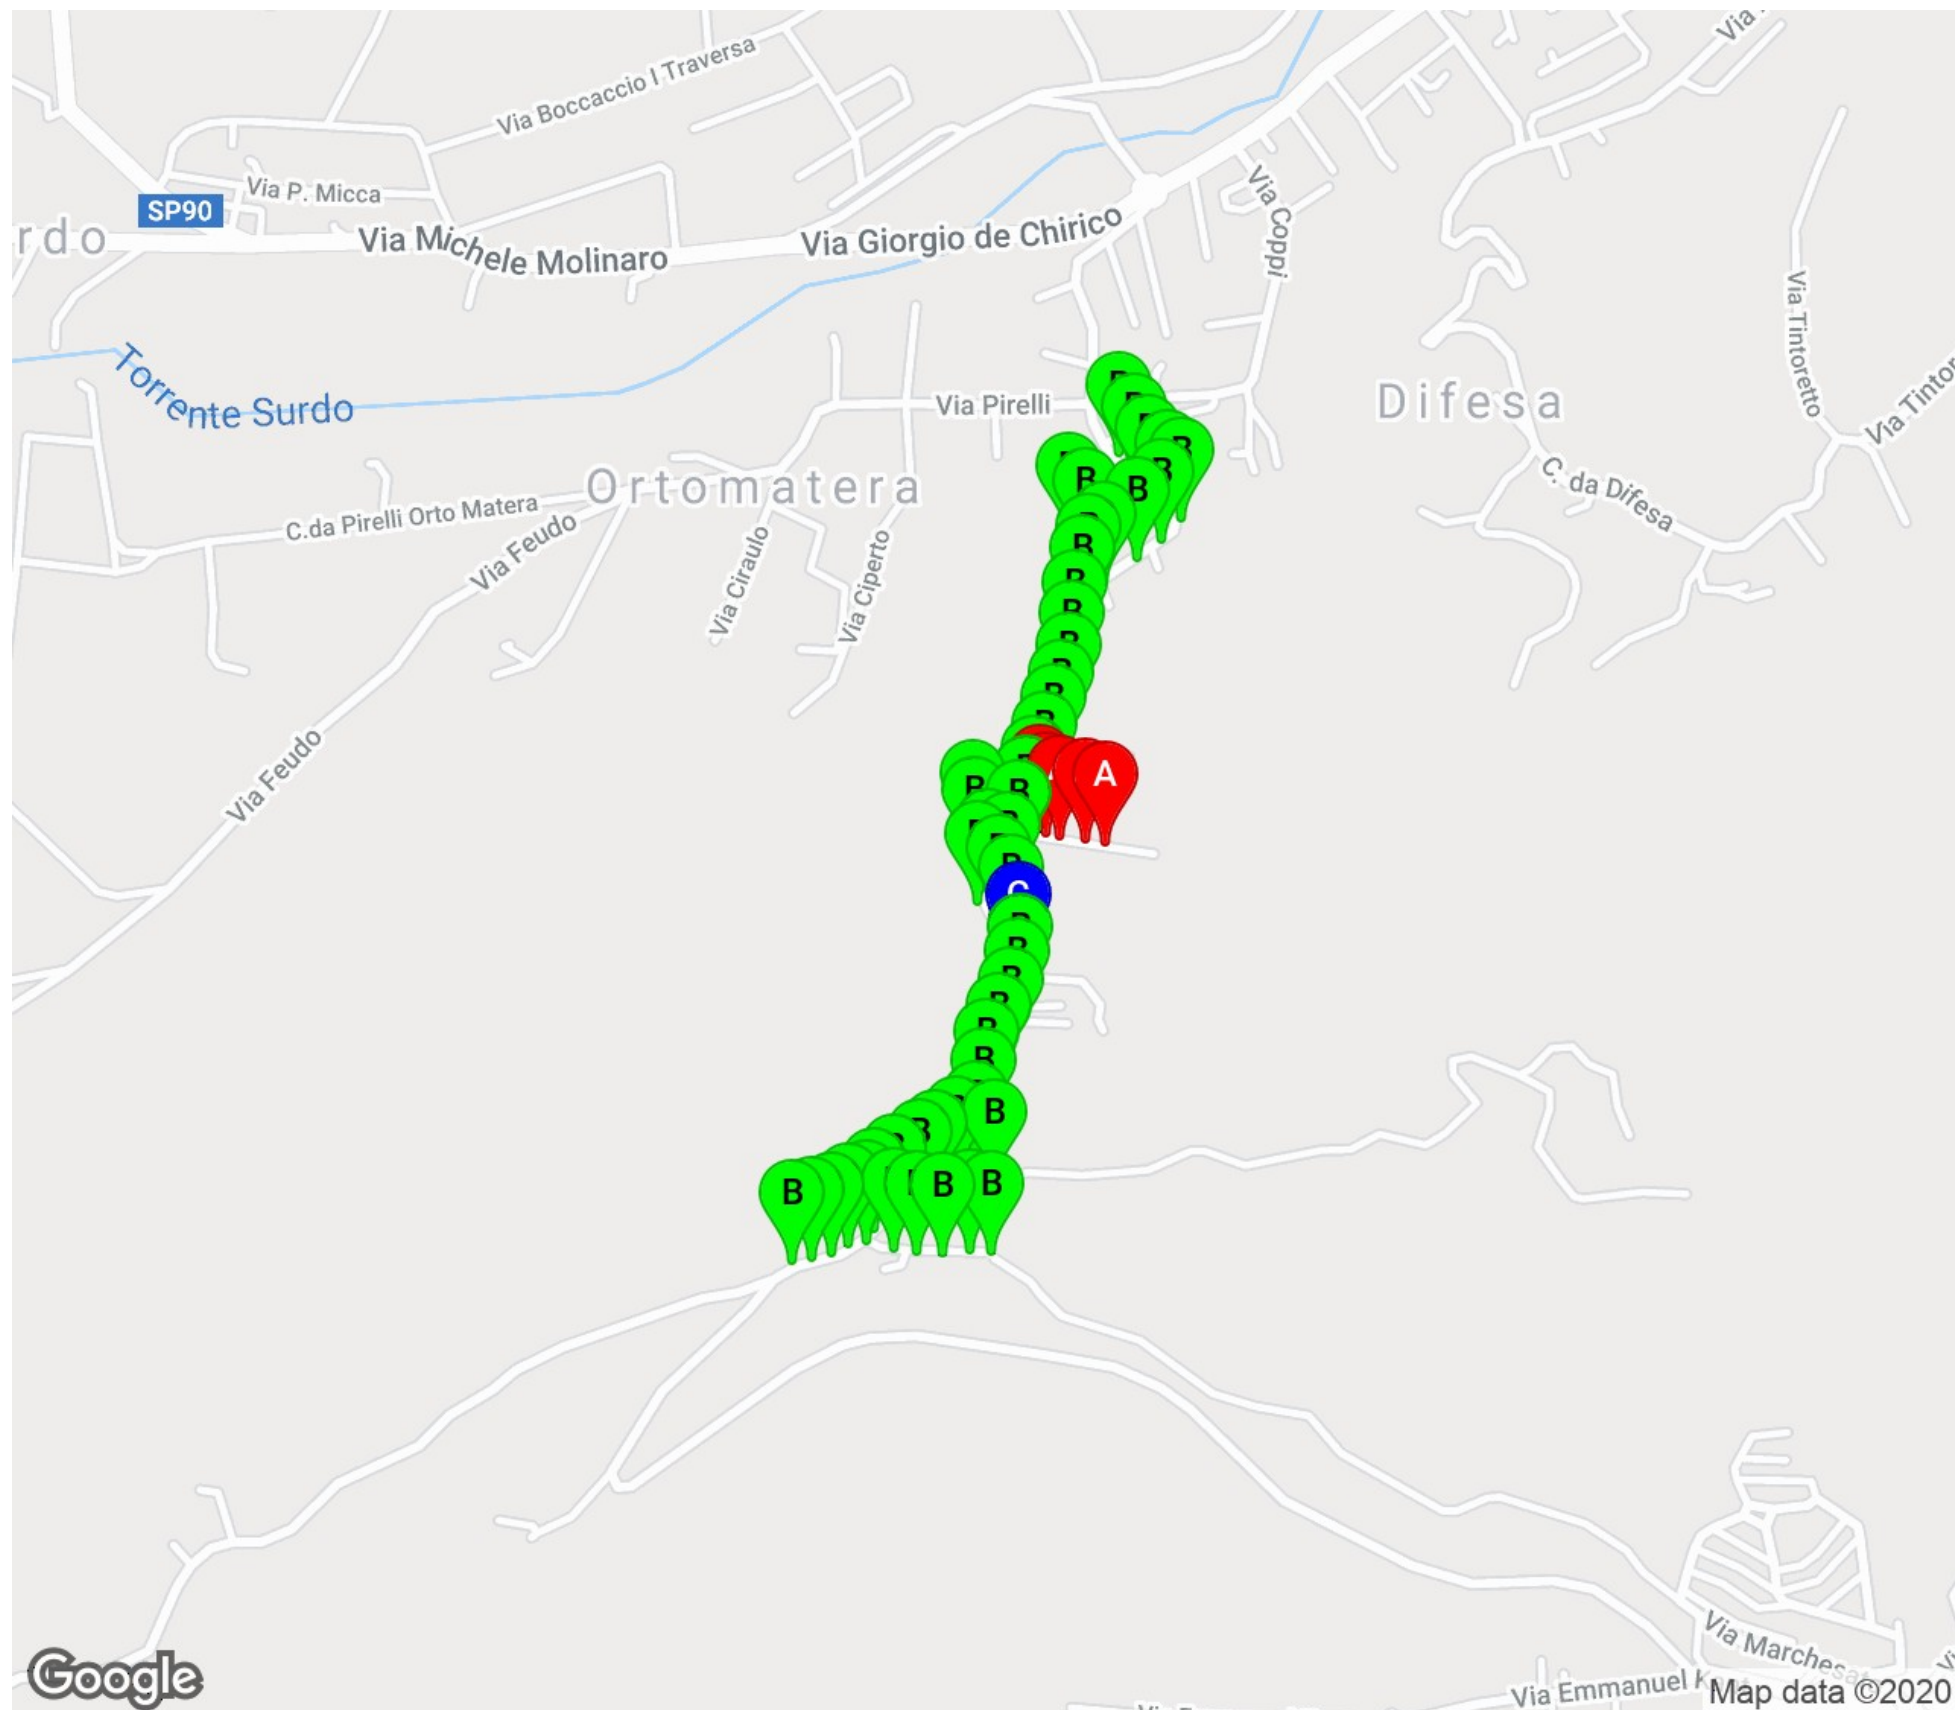 Via Boccaccio I Traversa
Via P. Micca
SP90
Via Michele Molinaro
Via Giorgio de Chirico
Via Coppi
Torrente Surdo
Via Pirelli
Difesa
Via Tintoretto
Ortomatera
C.da Pirelli Orto Matera
Via Feudo
Via Ciraulo
Via Ciperto
C. da Difesa
Via Feudo
B
B
B
B
B
B
B
B
B
A
B
B
C
B
B
B
B
B
B
B
B
B
B
B
Via Marchesa
Via Emmanuel K
Google
Map data ©2020